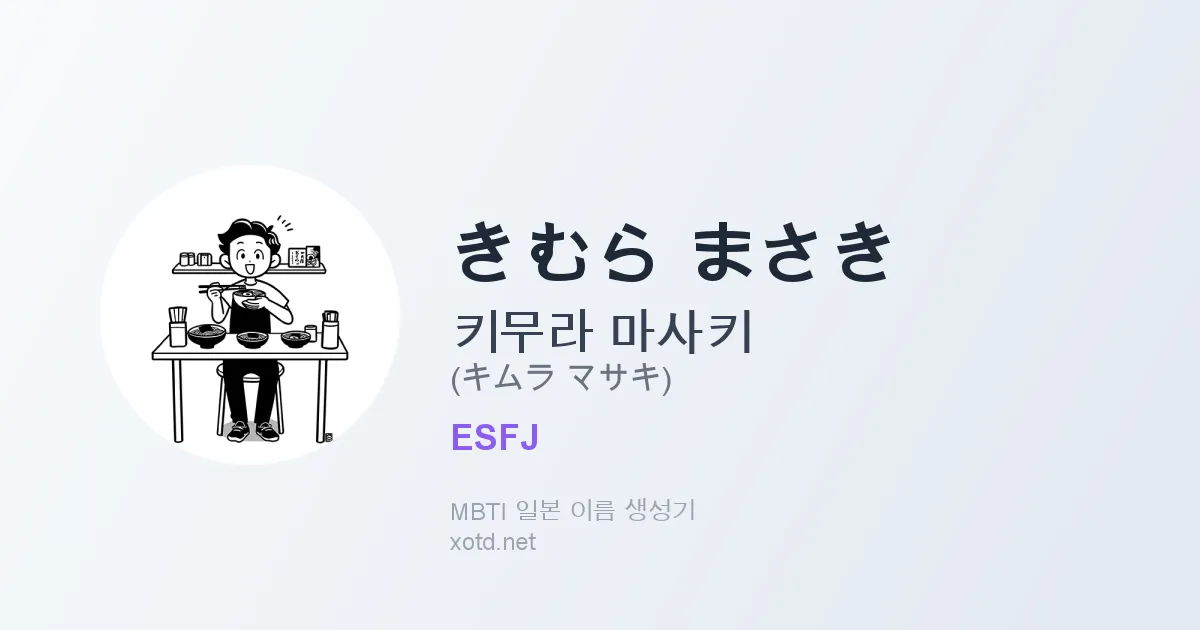 きむら まさき
키무라 마사키
(キムラ マサキ)
ESFJ
MBTI 일본 이름 생성기
xotd.net